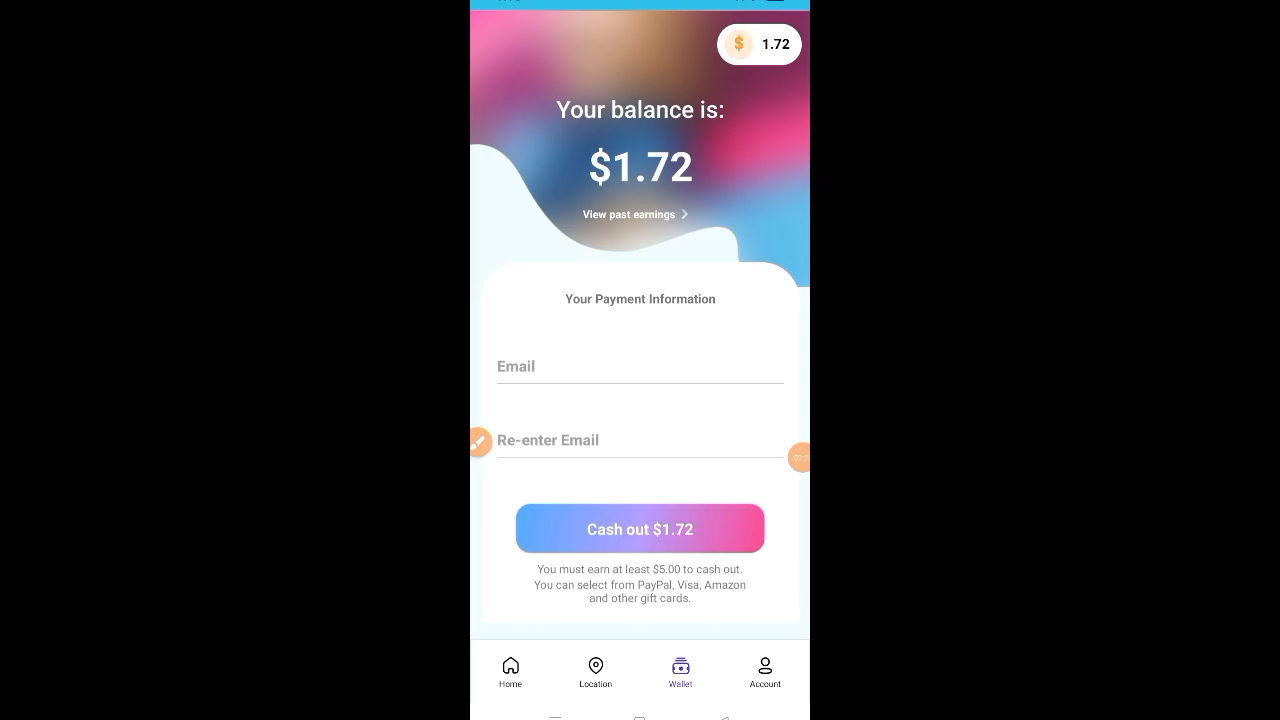 $ 1.72
Your balance is:
$1.72
View past earnings
Your Payment Information
Email
Re-enter Email
Cash out $1.72
You must earn at least $5.00 to cash out.
You can select from PayPal, Visa, Amazon
and other gift cards.
Home Location Wallet Account